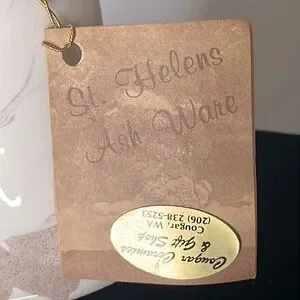 St. Helens
Ash Ware
Cougar Ceramics
& Gift Shop
Cougar, WA
(206) 238-5253